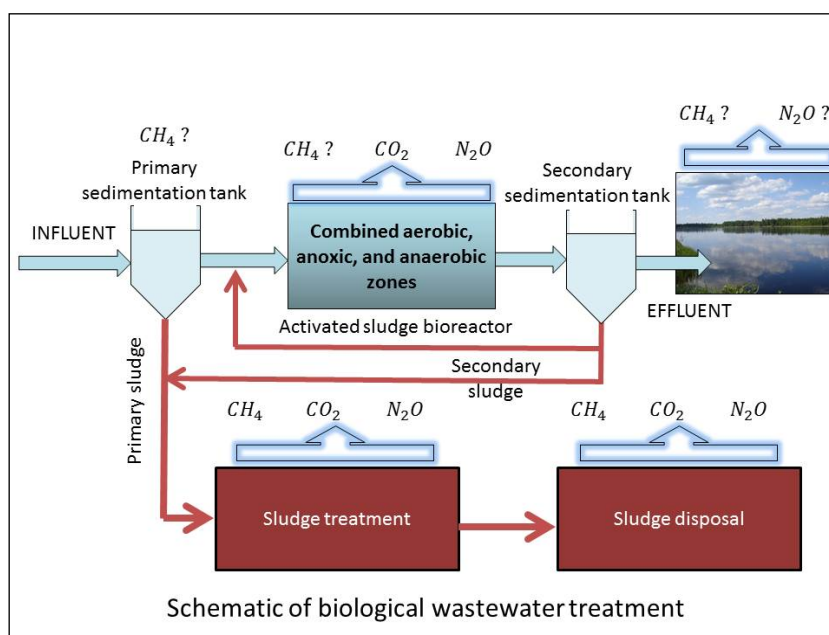 CH₄ ?
Primary
sedimentation tank
INFLUENT
CH₄ ?
CO₂
N₂O
Combined aerobic,
anoxic, and anaerobic
zones
Activated sludge bioreactor
Secondary
sedimentation tank
CH₄ ?
N₂O ?
EFFLUENT
Secondary
sludge
Primary sludge
CH₄
CO₂
N₂O
Sludge treatment
CH₄
CO₂
N₂O
Sludge disposal
Schematic of biological wastewater treatment